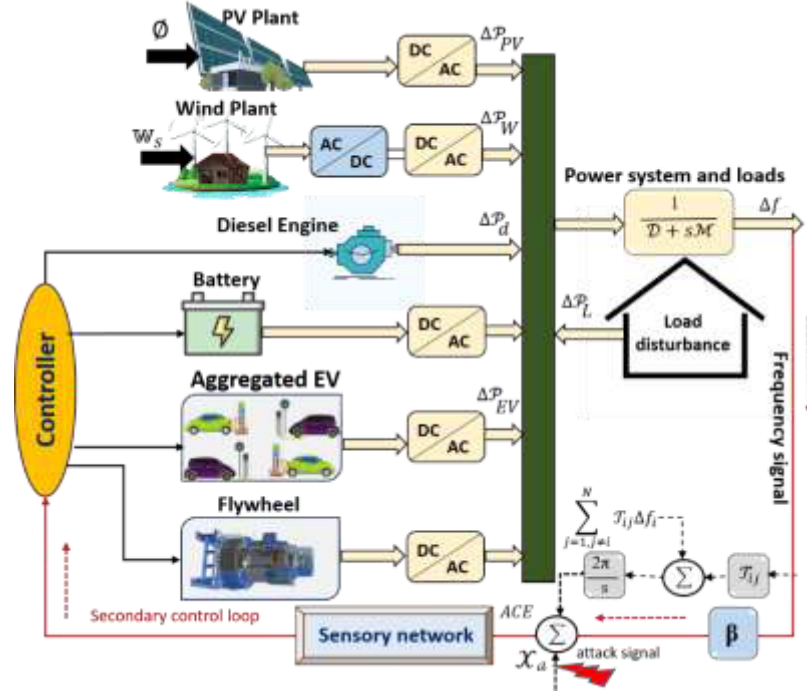 PV Plant
Ø
DC
AC
Δ𝒫_PV
Wind Plant
𝕎_s
AC
DC
DC
AC
Δ𝒫_W
Power system and loads
1
𝒟 + sℳ
Δf
Diesel Engine
Δ𝒫_d
Battery
DC
AC
Δ𝒫_L
Load
disturbance
Controller
Aggregated EV
DC
AC
Δ𝒫_EV
Frequency signal
Flywheel
DC
AC
N
∑ 𝒯_ij Δf_i
j=1,j≠i
2π
s
∑
𝒯_ij
Secondary control loop
Sensory network
ACE
∑
β
𝒳_a
attack signal